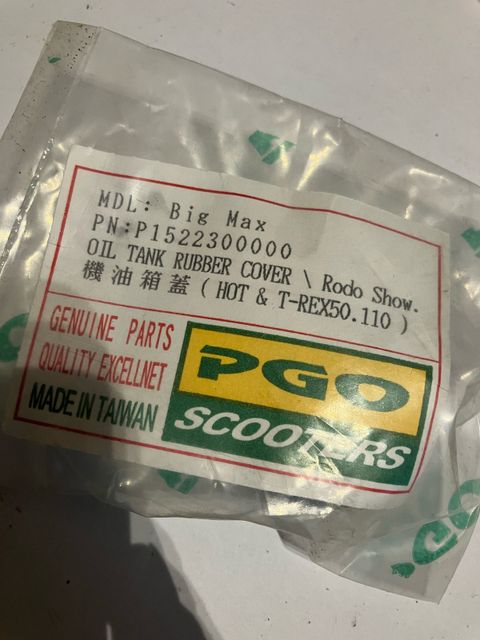 MDL: Big Max
PN:P1522300000
OIL TANK RUBBER COVER \ Rodo Show.
機油箱蓋 ( HOT & T-REX50.110 )
GENUINE PARTS
QUALITY EXCELLNET
MADE IN TAIWAN
PGO
SCOOTERS